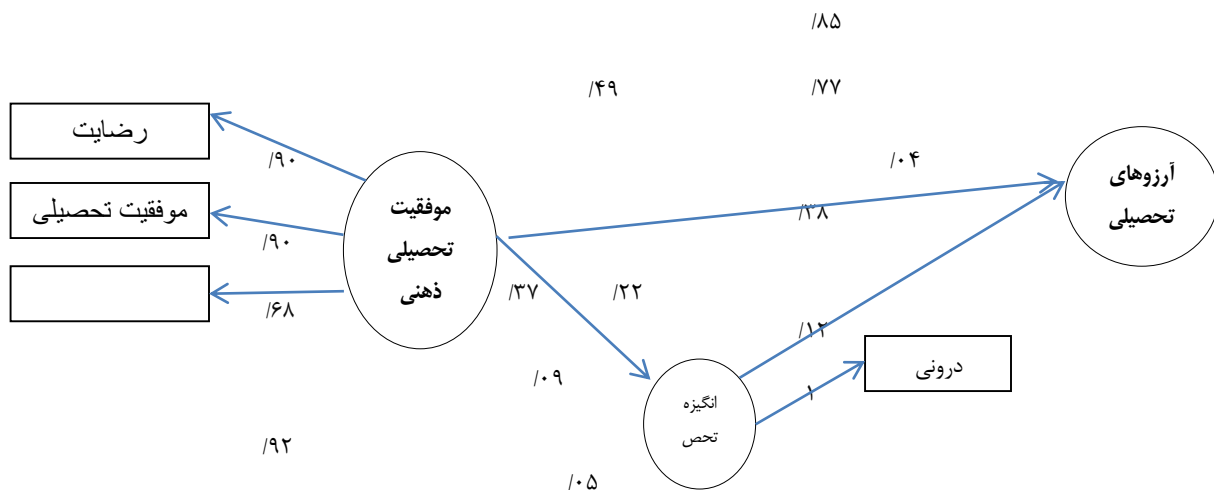 /۸۵
/۴۹
/۷۷
رضایت
/۹۰
/۰۴
آرزوهای
تحصیلی
موفقیت تحصیلی
/۹۰
موفقیت
تحصیلی
ذهنی
/۳۸
/۶۸
/۳۷
/۲۲
/۱۲
درونی
/۰۹
۱
انگیزه
تحص
/۹۲
/۰۵